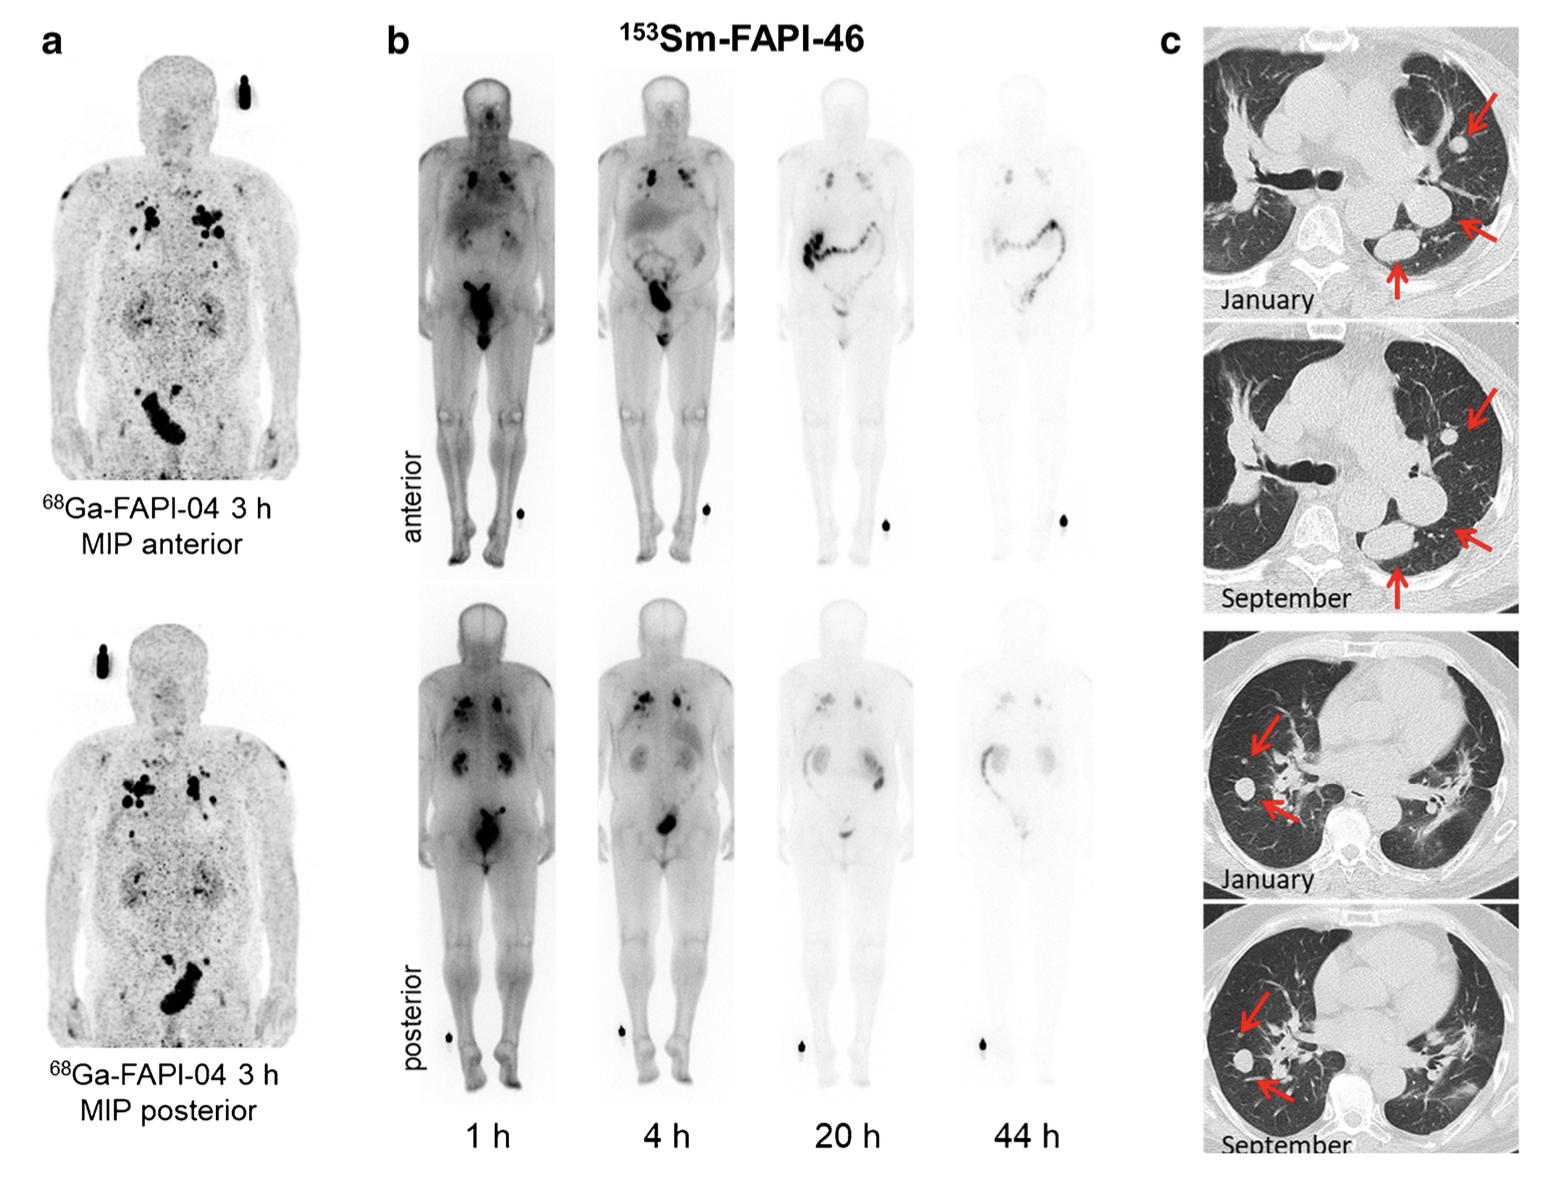 a
b
c
¹⁵³Sm-FAPI-46
⁶⁸Ga-FAPI-04 3 h
MIP anterior
⁶⁸Ga-FAPI-04 3 h
MIP posterior
anterior
posterior
1 h
4 h
20 h
44 h
January
September
January
September